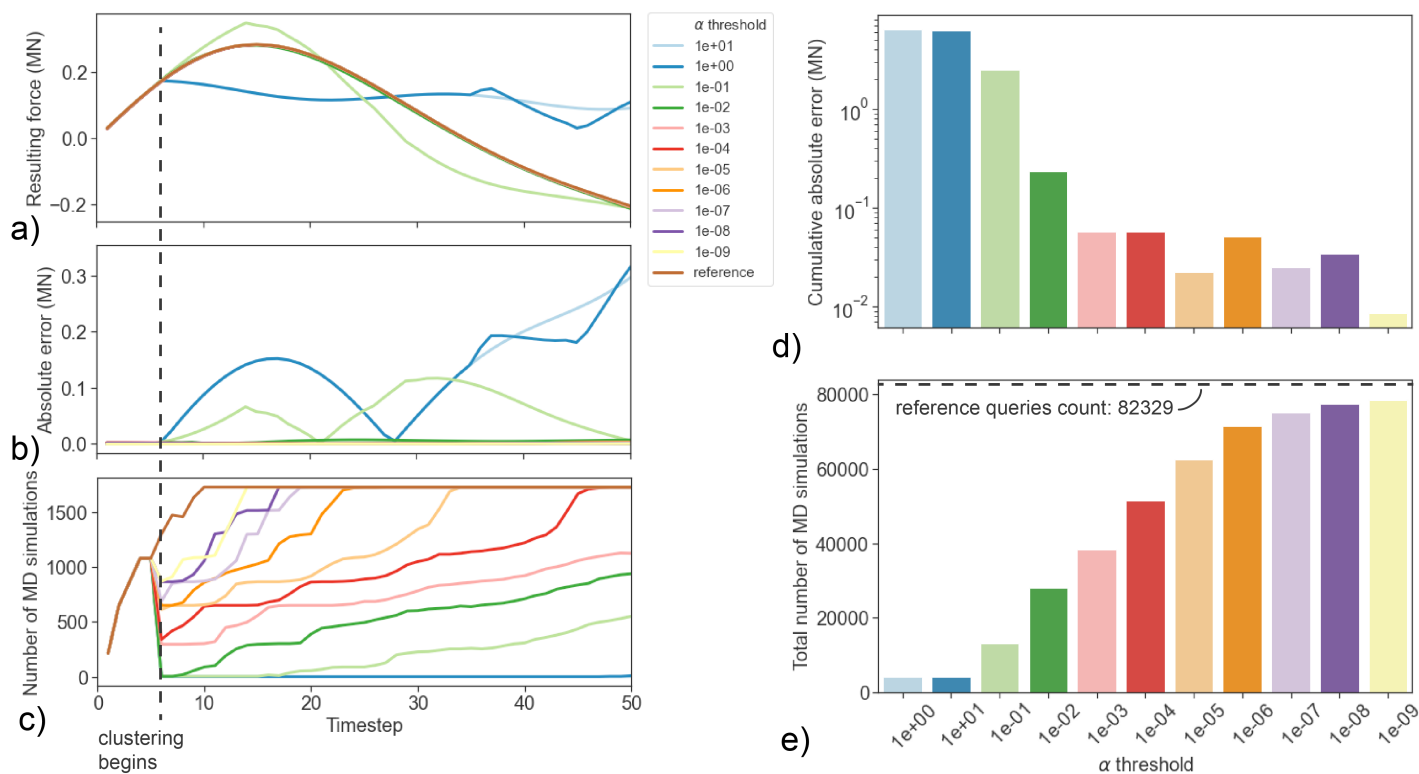 Resulting force (MN)
0.2
0.0
−0.2
a)
α threshold
1e+01
1e+00
1e-01
1e-02
1e-03
1e-04
1e-05
1e-06
1e-07
1e-08
1e-09
reference
Absolute error (MN)
0.3
0.2
0.1
0.0
b)
Number of MD simulations
1500
1000
500
0
0 10 20 30 40 50
Timestep
c)
clustering
begins
Cumulative absolute error (MN)
10^0
10^−1
10^−2
d)
Total number of MD simulations
80000
60000
40000
20000
0
reference queries count: 82329
1e+00 1e+01 1e-01 1e-02 1e-03 1e-04 1e-05 1e-06 1e-07 1e-08 1e-09
α threshold
e)